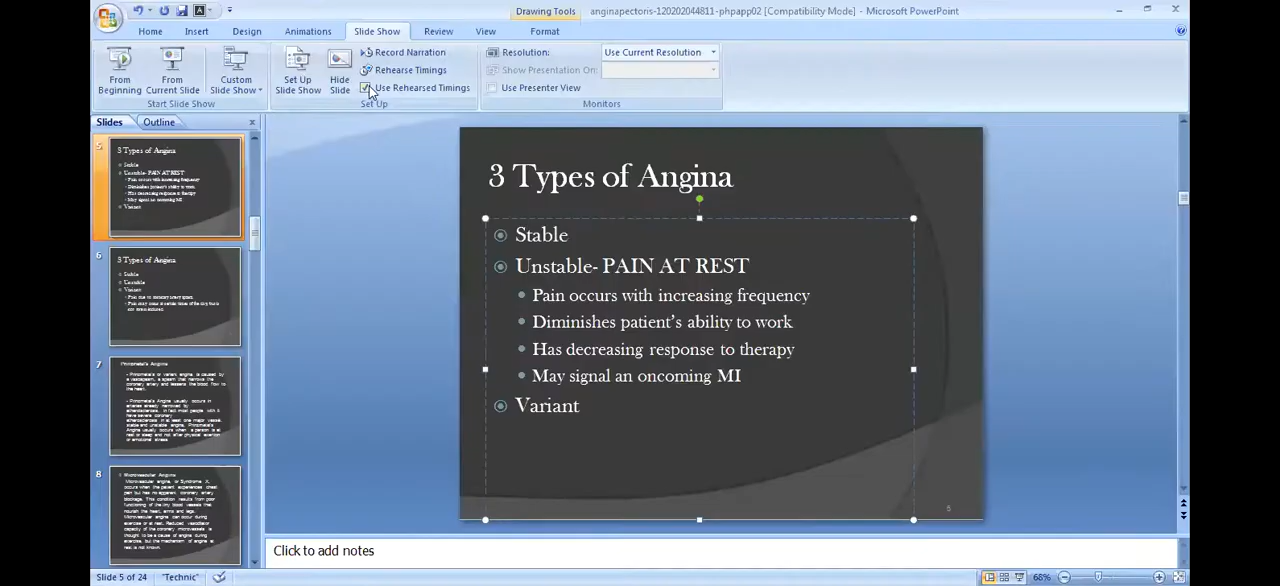 Drawing Tools
anginapectoris-120202044811-phpapp02 [Compatibility Mode] - Microsoft PowerPoint
Home Insert Design Animations Slide Show Review View Format
From Beginning
From Current Slide
Custom Slide Show
Start Slide Show
Set Up Slide Show
Hide Slide
Record Narration
Rehearse Timings
Use Rehearsed Timings
Set Up
Resolution: Use Current Resolution
Show Presentation On:
Use Presenter View
Monitors
Slides Outline
5
3 Types of Angina
Stable
Unstable- PAIN AT REST
Pain occurs with increasing frequency
Diminishes patient's ability to work
Has decreasing response to therapy
May signal an oncoming MI
Variant
6
3 Types of Angina
Stable
Unstable
Variant
7
Prinzmetal's Angina
8
Microvascular Angina
3 Types of Angina
Stable
Unstable- PAIN AT REST
Pain occurs with increasing frequency
Diminishes patient's ability to work
Has decreasing response to therapy
May signal an oncoming MI
Variant
5
Click to add notes
Slide 5 of 24 "Technic" 68%